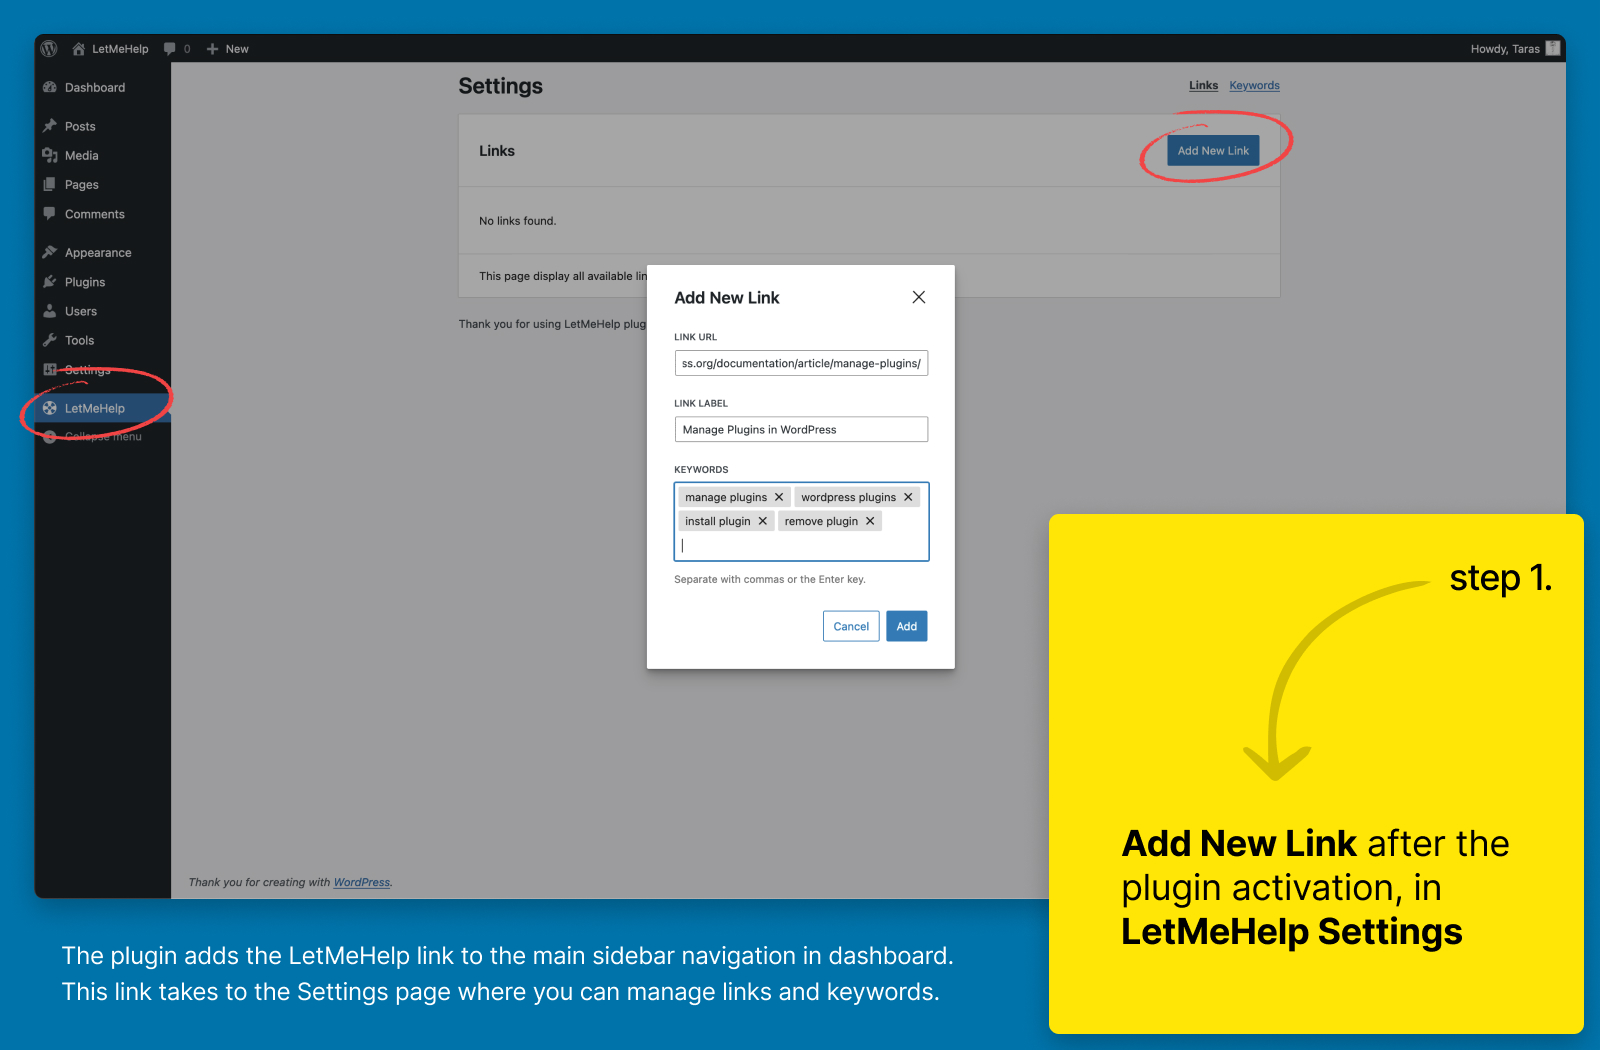 LetMeHelp
0
New
Howdy, Taras
Dashboard
Posts
Media
Pages
Comments
Appearance
Plugins
Users
Tools
Settings
LetMeHelp
Collapse menu
Settings
Links
Keywords
Links
Add New Link
No links found.
This page display all available
Thank you for using LetMeHelp
Add New Link
LINK URL
ss.org/documentation/article/manage-plugins/
LINK LABEL
Manage Plugins in WordPress
KEYWORDS
manage plugins
wordpress plugins
install plugin
remove plugin
Separate with commas or the Enter key.
Cancel
Add
Thank you for creating with WordPress.
step 1.
Add New Link after the
plugin activation, in
LetMeHelp Settings
The plugin adds the LetMeHelp link to the main sidebar navigation in dashboard.
This link takes to the Settings page where you can manage links and keywords.